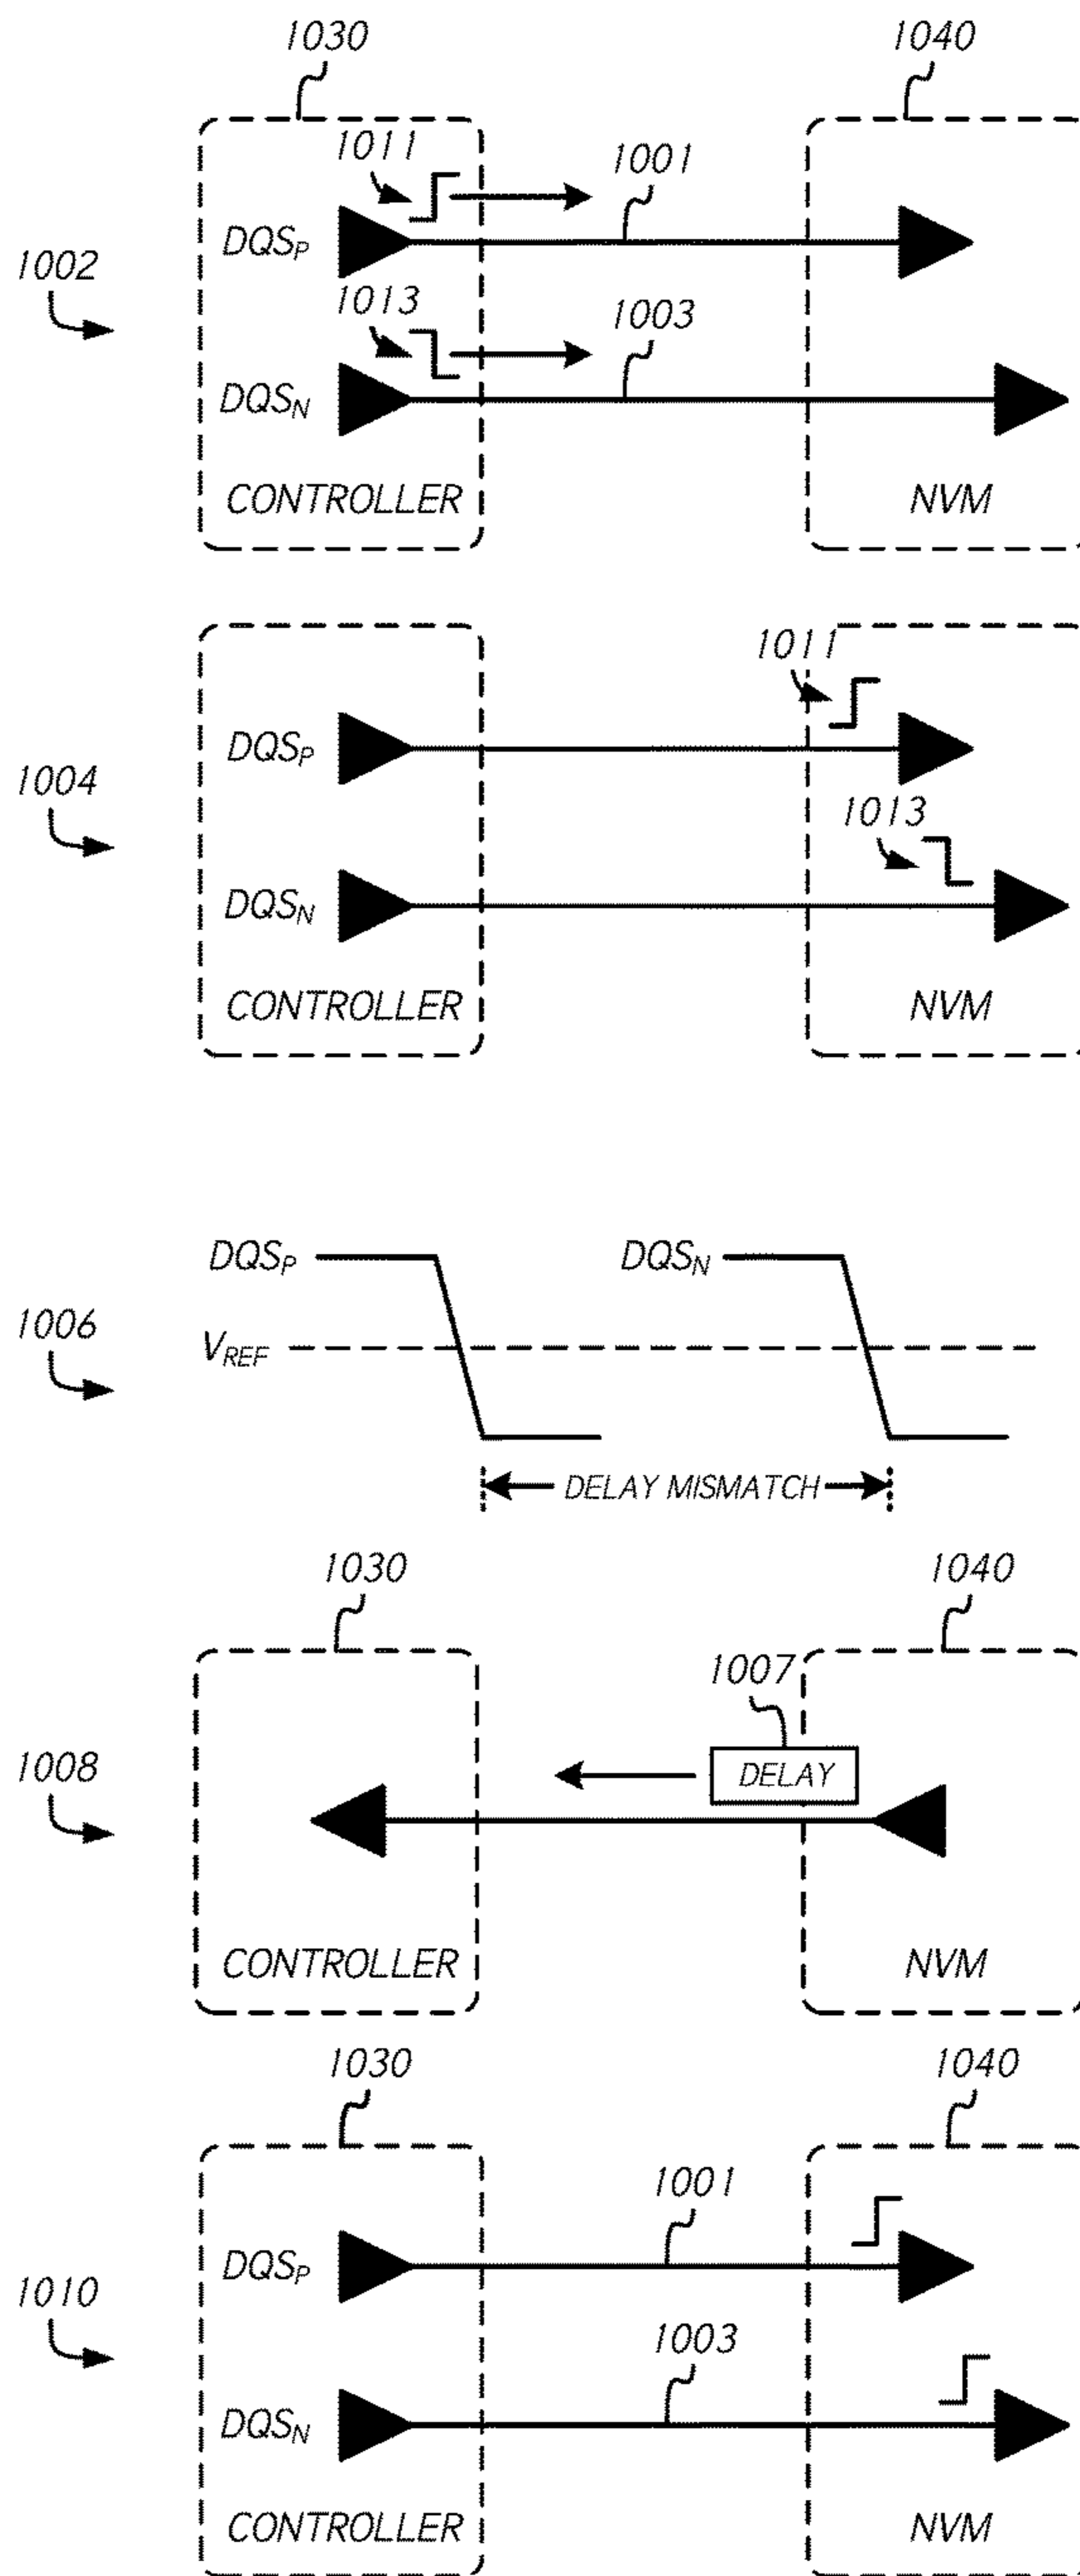 1030 1040
1011 1001
DQSP
1002
1013 1003
DQSN
CONTROLLER NVM
1011
DQSP
1004
1013
DQSN
CONTROLLER NVM
DQSP DQSN
1006
VREF
DELAY MISMATCH
1030 1040
1007
1008
DELAY
CONTROLLER NVM
1030 1040
1001
DQSP
1010
1003
DQSN
CONTROLLER NVM